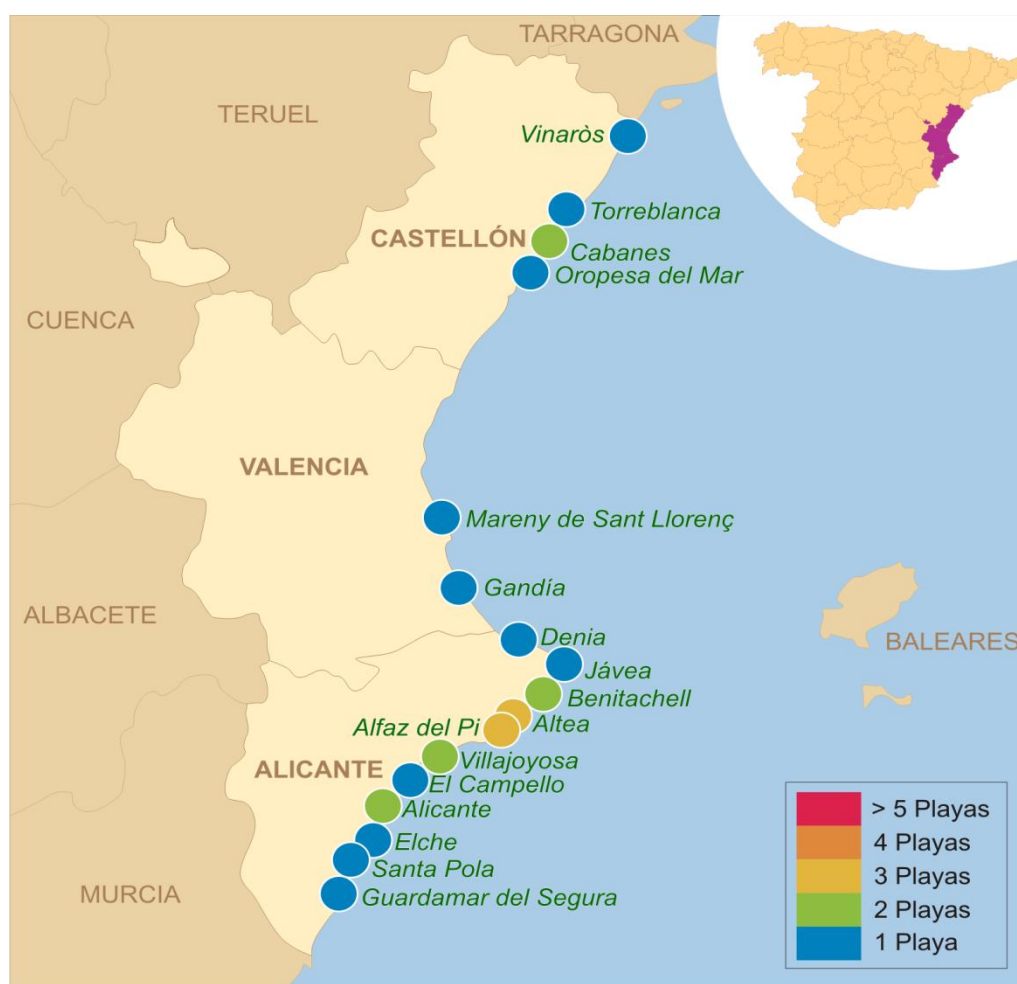 TARRAGONA
TERUEL
Vinaròs
Torreblanca
CASTELLÓN
Cabanes
Oropesa del Mar
CUENCA
VALENCIA
Mareny de Sant Llorenç
Gandía
ALBACETE
Denia
BALEARES
Jávea
Benitachell
Alfaz del Pi
Altea
Villajoyosa
ALICANTE
El Campello
Alicante
Elche
Santa Pola
MURCIA
Guardamar del Segura
> 5 Playas
4 Playas
3 Playas
2 Playas
1 Playa